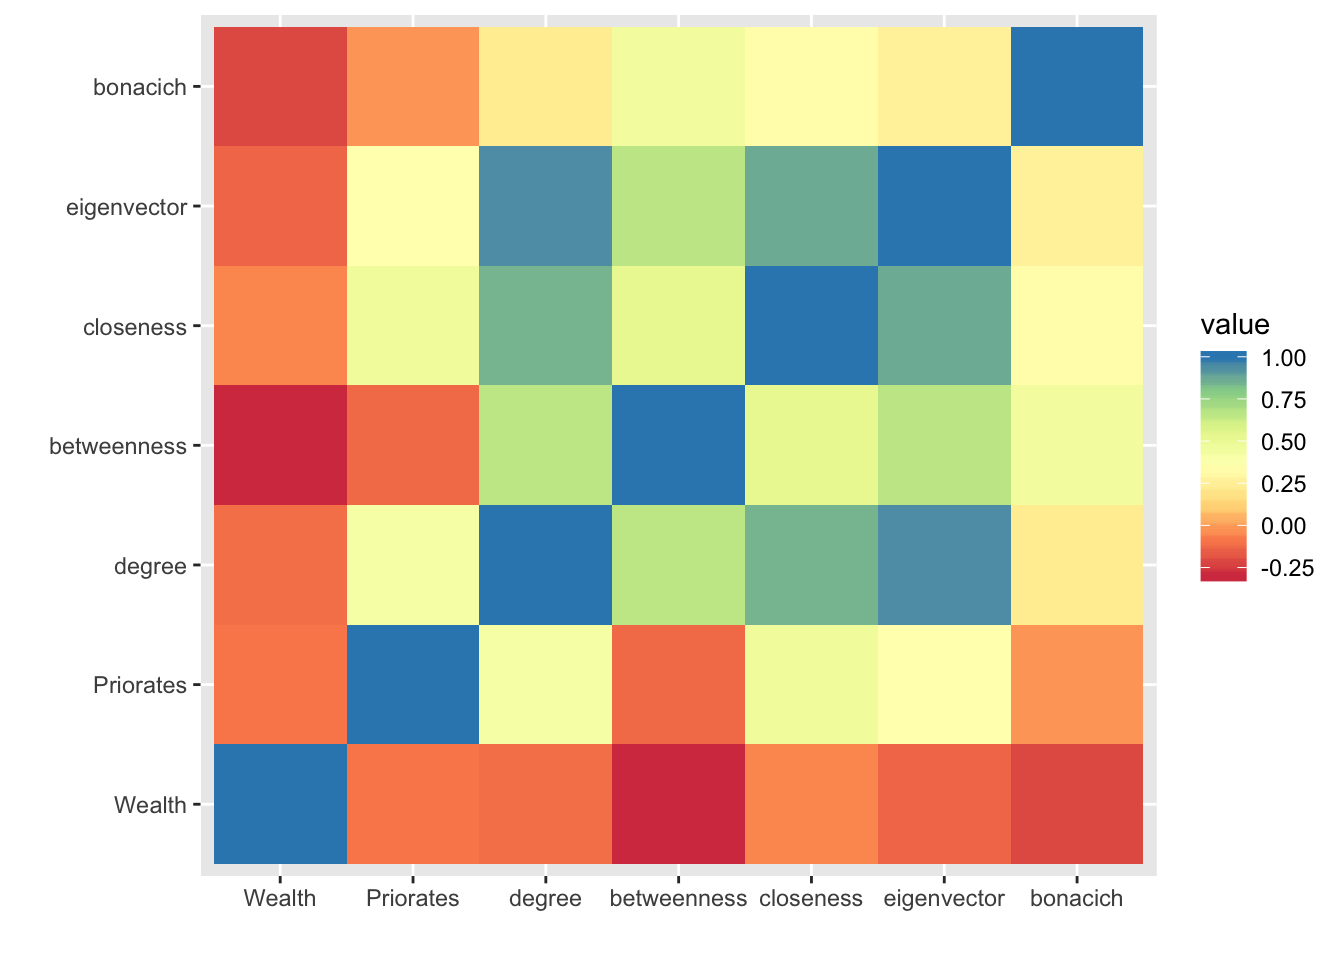 bonacich
eigenvector
closeness
betweenness
degree
Priorates
Wealth
Wealth Priorates degree betweenness closeness eigenvector bonacich
value
1.00
0.75
0.50
0.25
0.00
-0.25